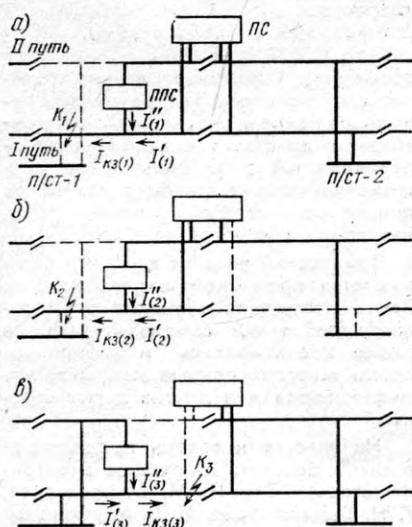 а)
II путь
ПС
ППС
K1
I''(1)
I путь
Iкз(1)
I'(1)
П/СТ-1
П/СТ-2
б)
K2
I''(2)
Iкз(2)
I'(2)
в)
I''(3)
K3
I'(3)
Iкз(3)